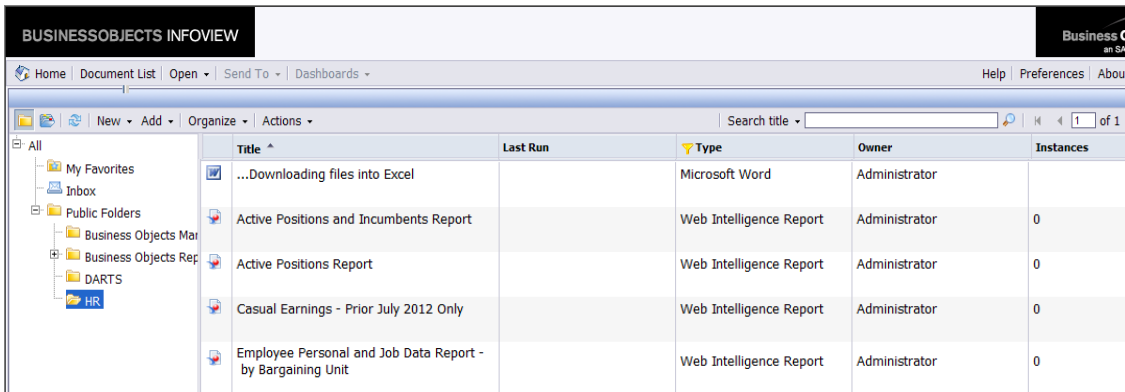 BUSINESSOBJECTS INFOVIEW
Business
an SA
Home Document List Open Send To Dashboards Help Preferences Abou
New Add Organize Actions Search title 1 of 1
All
My Favorites
Inbox
Public Folders
Business Objects Mar
Business Objects Rep
DARTS
HR
Title Last Run Type Owner Instances
...Downloading files into Excel Microsoft Word Administrator
Active Positions and Incumbents Report Web Intelligence Report Administrator 0
Active Positions Report Web Intelligence Report Administrator 0
Casual Earnings - Prior July 2012 Only Web Intelligence Report Administrator 0
Employee Personal and Job Data Report -
by Bargaining Unit Web Intelligence Report Administrator 0